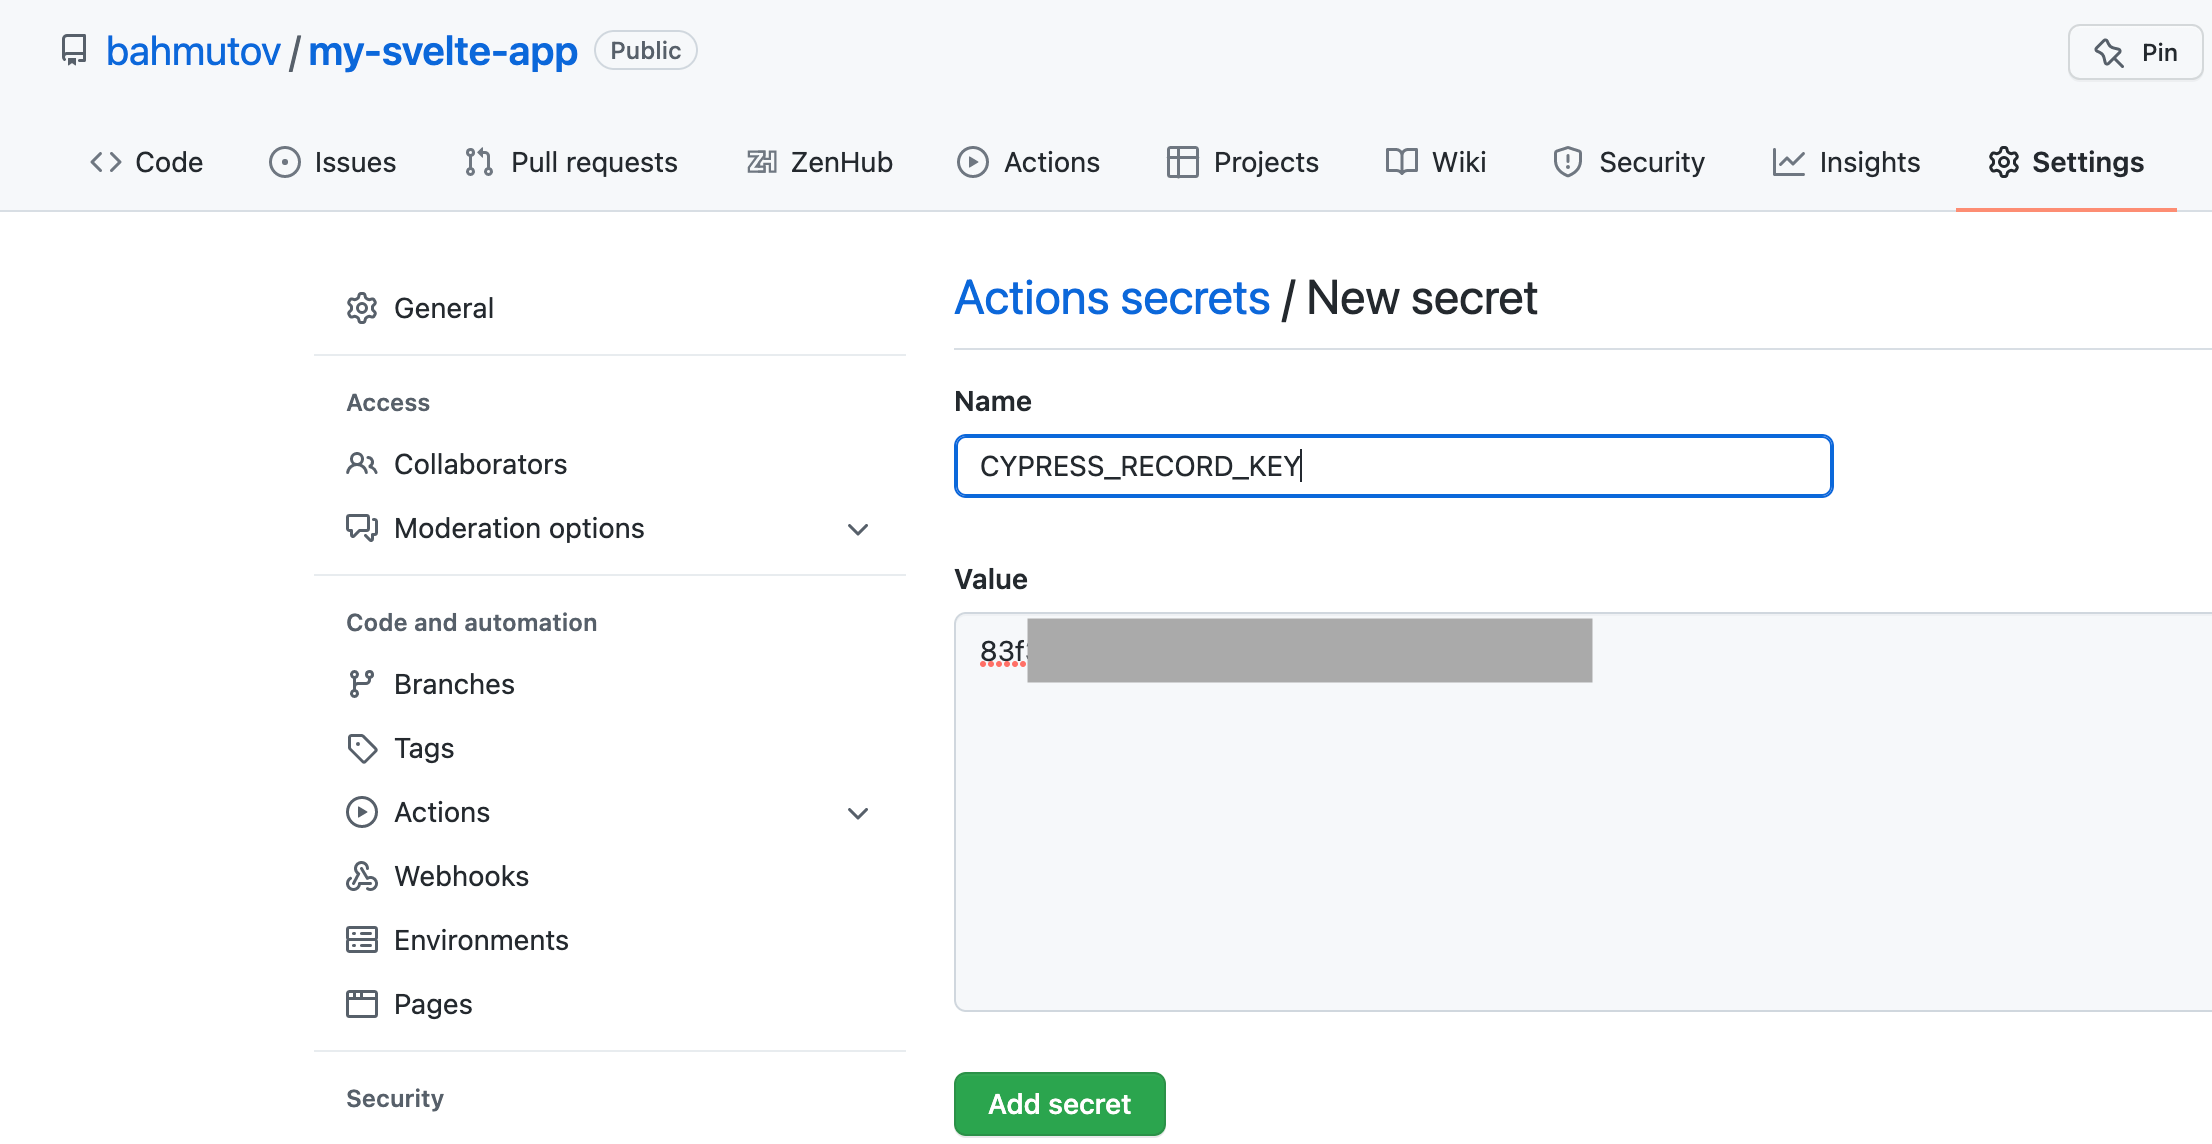 bahmutov / my-svelte-app Public
Pin
Code Issues Pull requests ZenHub Actions Projects Wiki Security Insights Settings
General
Access
Collaborators
Moderation options
Code and automation
Branches
Tags
Actions
Webhooks
Environments
Pages
Security
Actions secrets / New secret
Name
CYPRESS_RECORD_KEY
Value
83f
Add secret